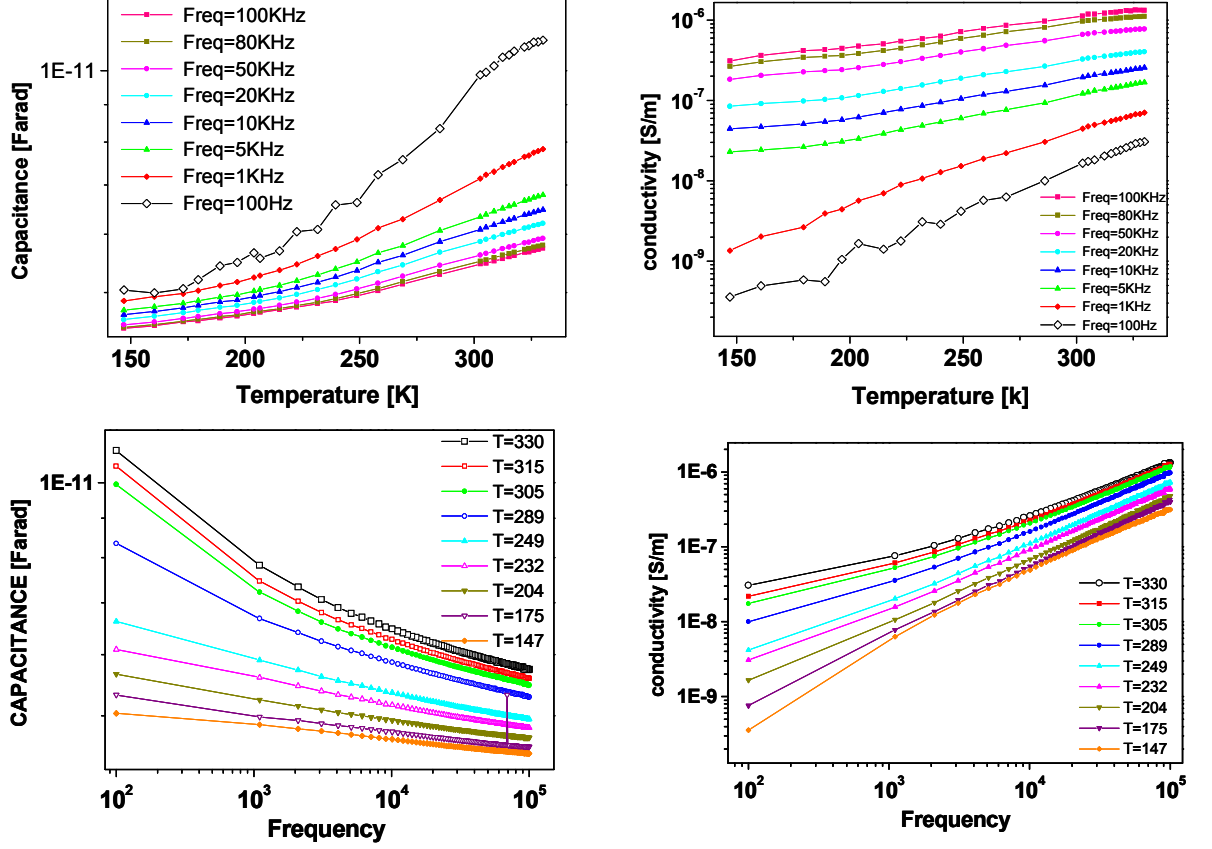 Freq=100KHz
Freq=80KHz
Freq=50KHz
Freq=20KHz
Freq=10KHz
Freq=5KHz
Freq=1KHz
Freq=100Hz
1E-11
Capacitance [Farad]
150 200 250 300
Temperature [K]
10⁻⁶
10⁻⁷
10⁻⁸
10⁻⁹
conductivity [S/m]
Freq=100KHz
Freq=80KHz
Freq=50KHz
Freq=20KHz
Freq=10KHz
Freq=5KHz
Freq=1KHz
Freq=100Hz
150 200 250 300
Temperature [k]
T=330
T=315
T=305
T=289
T=249
T=232
T=204
T=175
T=147
1E-11
CAPACITANCE [Farad]
10² 10³ 10⁴ 10⁵
Frequency
1E-6
1E-7
1E-8
1E-9
conductivity [S/m]
T=330
T=315
T=305
T=289
T=249
T=232
T=204
T=175
T=147
10² 10³ 10⁴ 10⁵
Frequency